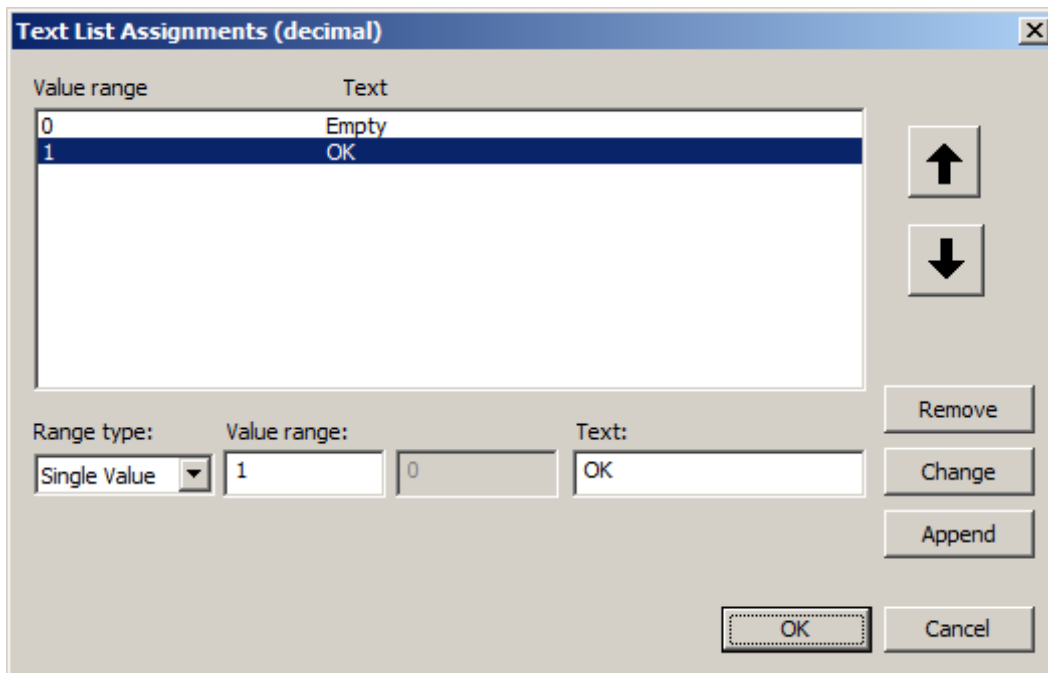 Text List Assignments (decimal)
Value range Text
0 Empty
1 OK
Remove
Range type: Value range: Text:
Single Value 1 0 OK
Change
Append
OK Cancel